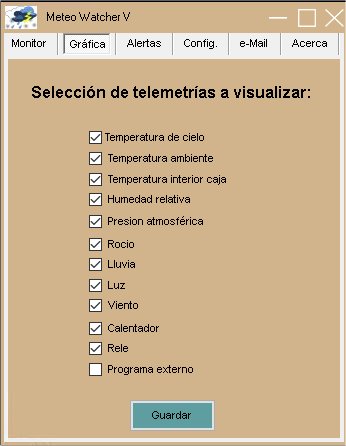 Meteo Watcher V
Monitor Gráfica Alertas Config. e-Mail Acerca
Selección de telemetrías a visualizar:
Temperatura de cielo
Temperatura ambiente
Temperatura interior caja
Humedad relativa
Presion atmosférica
Rocio
Lluvia
Luz
Viento
Calentador
Rele
Programa externo
Guardar